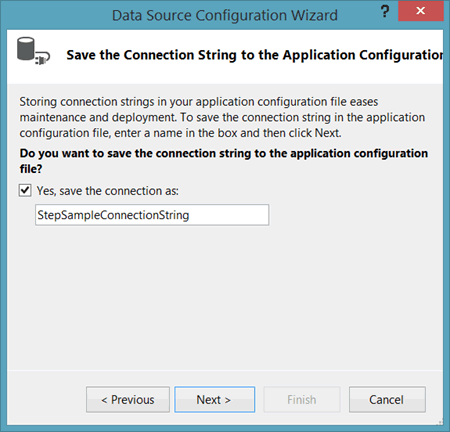 Data Source Configuration Wizard
?
Save the Connection String to the Application Configuration
Storing connection strings in your application configuration file eases
maintenance and deployment. To save the connection string in the application
configuration file, enter a name in the box and then click Next.
Do you want to save the connection string to the application configuration
file?
Yes, save the connection as:
StepSampleConnectionString
< Previous
Next >
Finish
Cancel